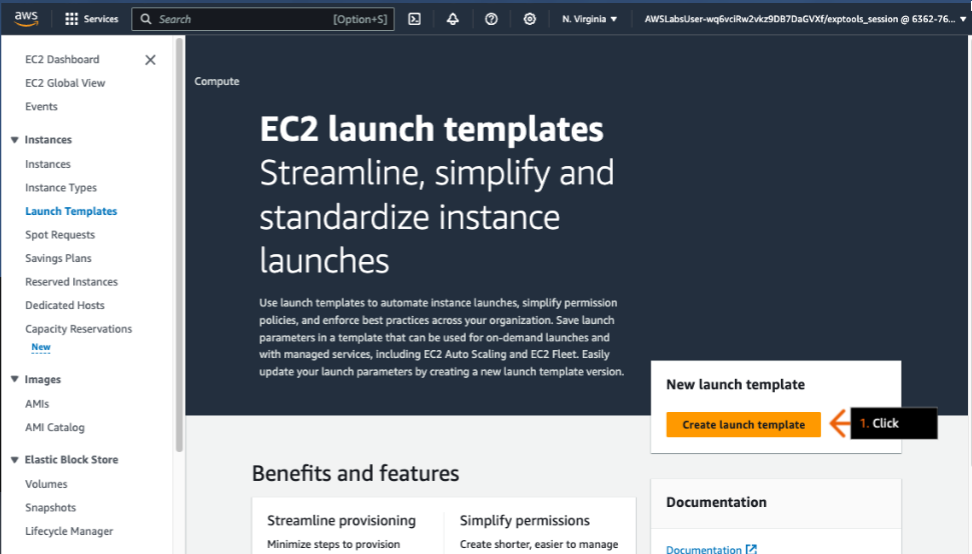 aws
Services
Search
[Option+S]
N. Virginia
AWSLabsUser-wq6vciRw2vkz9DB7DaGVXf/exptools_session @ 6362-76...
EC2 Dashboard
EC2 Global View
Events
Instances
Instances
Instance Types
Launch Templates
Spot Requests
Savings Plans
Reserved Instances
Dedicated Hosts
Capacity Reservations
New
Images
AMIs
AMI Catalog
Elastic Block Store
Volumes
Snapshots
Lifecycle Manager
Compute
EC2 launch templates
Streamline, simplify and
standardize instance
launches
Use launch templates to automate instance launches, simplify permission
policies, and enforce best practices across your organization. Save launch
parameters in a template that can be used for on-demand launches and
with managed services, including EC2 Auto Scaling and EC2 Fleet. Easily
update your launch parameters by creating a new launch template version.
New launch template
Create launch template
1. Click
Benefits and features
Streamline provisioning
Minimize steps to provision
Simplify permissions
Create shorter, easier to manage
Documentation
Documentation